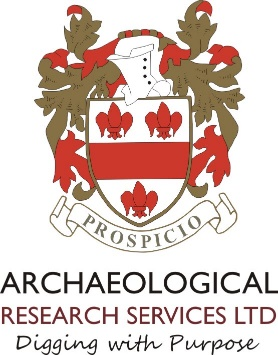 PROSPICIO
ARCHAEOLOGICAL
RESEARCH SERVICES LTD
Digging with Purpose